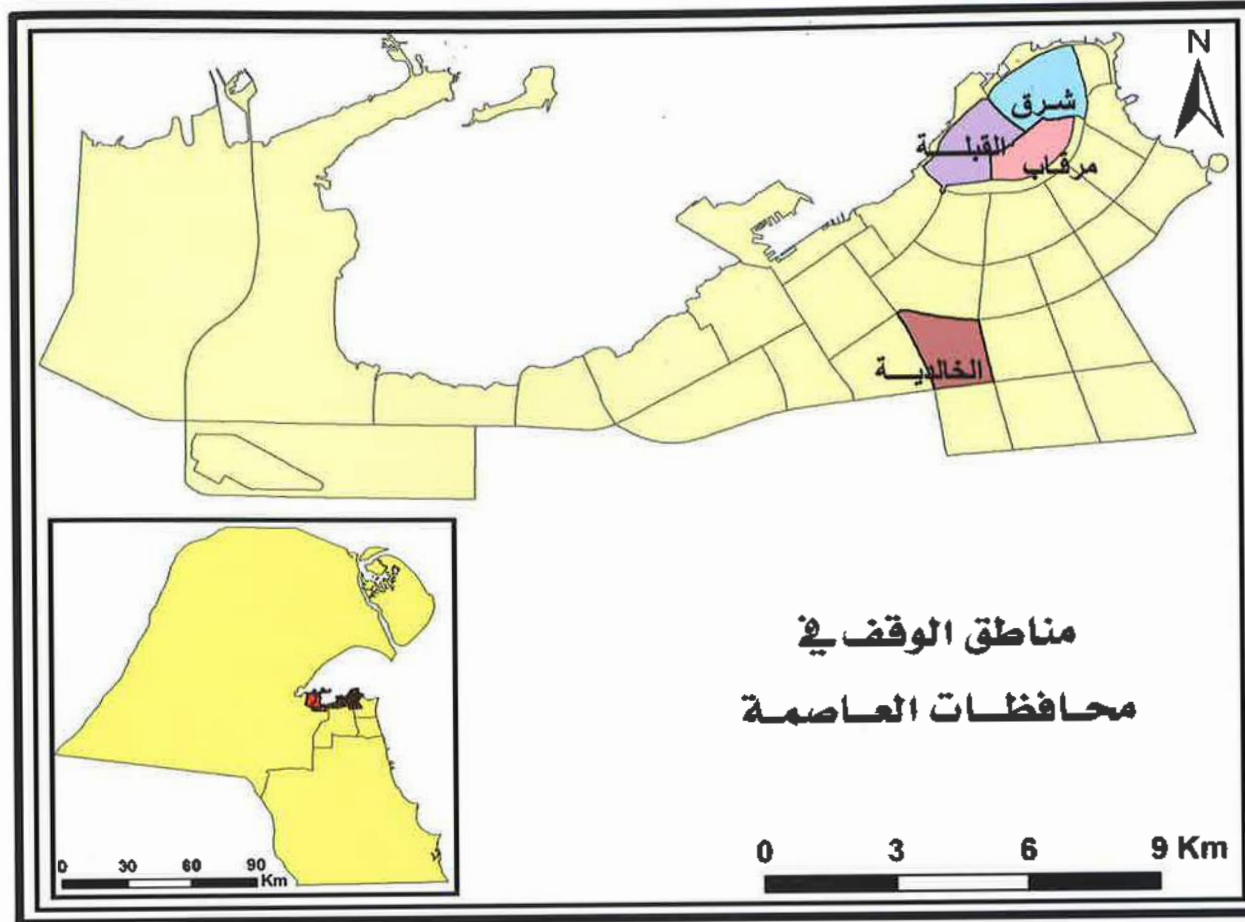 N
شرق
القبلة
مرقاب
الخالدية
مناطق الوقف في
محافظات العاصمة
0 30 60 90 Km
0 3 6 9 Km